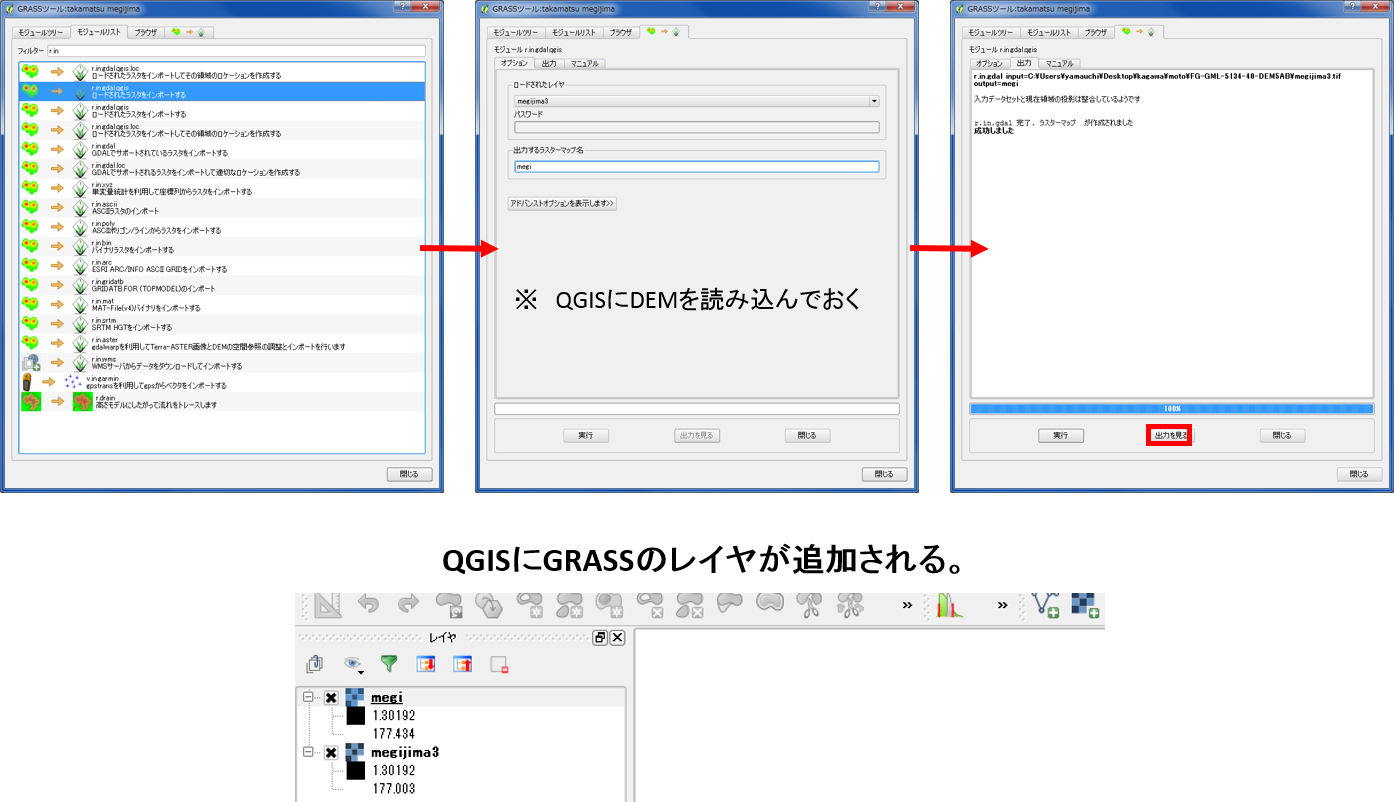 GRASSツール:takamatsu megijima
モジュールツリー モジュールリスト ブラウザ
フィルター r.in
r.in.gdal.qgis.loc
ロードされたラスタをインポートしてその領域のロケーションを作成する
r.in.gdal.qgis
ロードされたラスタをインポートする
r.in.gdal.qgis
ロードされたラスタをインポートする
r.in.gdal.qgis.loc
ロードされたラスタをインポートしてその領域のロケーションを作成する
r.in.gdal
GDALでサポートされているラスタをインポートする
r.in.gdal.loc
GDALでサポートされるラスタをインポートして適切なロケーションを作成する
r.in.xyz
単変量統計を利用して座標列からラスタをインポートする
r.in.ascii
ASCIIラスタのインポート
r.in.poly
ASCIIポリゴン/ラインからラスタをインポートする
r.in.bin
バイナリラスタをインポートする
r.in.arc
ESRI ARC/INFO ASCII GRIDをインポートする
r.in.gridatb
GRIDATB.FOR (TOPMODEL)のインポート
r.in.mat
MAT-File(v4)バイナリをインポートする
r.in.srtm
SRTM HGTをインポートする
r.in.aster
gdalwarpを利用してTerra-ASTER画像とDEMの空間参照の調整とインポートを行います
r.in.wms
WMSサーバからデータをダウンロードしてインポートする
v.in.garmin
gpstransを利用してgpsからベクタをインポートする
r.drain
高さモデルにしたがって流れをトレースします
閉じる
GRASSツール:takamatsu megijima
モジュールツリー モジュールリスト ブラウザ
モジュール r.in.gdal.qgis
オプション 出力 マニュアル
ロードされたレイヤ
megijima3
パスワード
出力するラスターマップ名
megi
アドバンストオプションを表示します>>
※ QGISにDEMを読み込んでおく
実行 出力を見る 閉じる
閉じる
GRASSツール:takamatsu megijima
モジュールツリー モジュールリスト ブラウザ
モジュール r.in.gdal.qgis
オプション 出力 マニュアル
r.in.gdal input=C:¥Users¥yamauchi¥Desktop¥kagawa¥moto¥FG-GML-5134-40-DEM5AB¥megijima3.tif
output=megi
入力データセットと現在領域の投影は整合しているようです
r.in.gdal 完了. ラスターマップ が作成されました
成功しました
100%
実行 出力を見る 閉じる
閉じる
QGISにGRASSのレイヤが追加される。
レイヤ
megi
1.30192
177.434
megijima3
1.30192
177.003